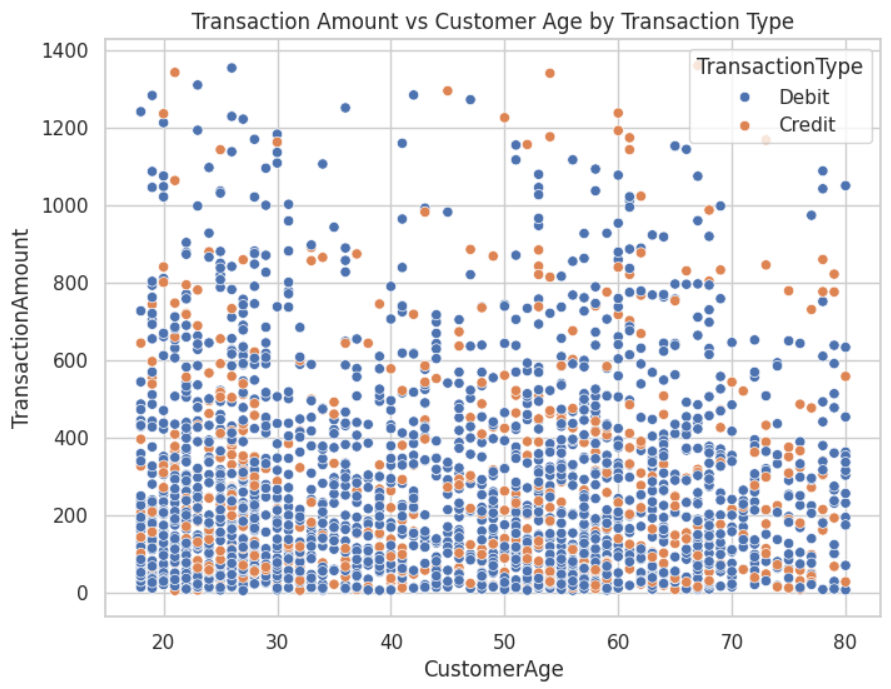 Transaction Amount vs Customer Age by Transaction Type
TransactionAmount
1400
1200
1000
800
600
400
200
0
TransactionType
Debit
Credit
20 30 40 50 60 70 80
CustomerAge